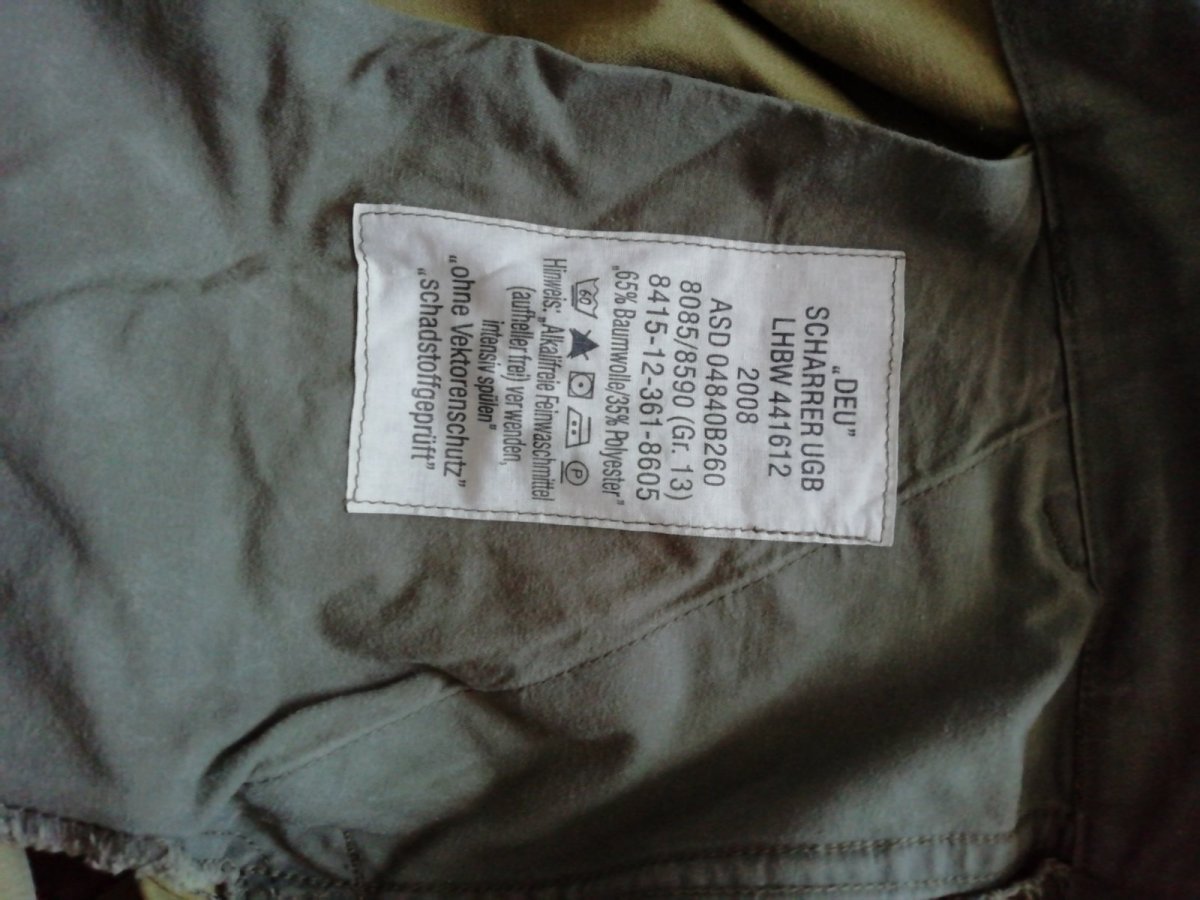 „DEU”
SCHARRER UGB
LHBW 441612
2008
ASD 04840B260
8085/8590 (Gr. 13)
8415-12-361-8605
„65% Baumwolle/35% Polyester”
60 P
Hinweis: „Alkalifreie Feinwaschmittel
(aufheller frei) verwenden,
intensiv spülen”
„ohne Vektorenschutz”
„schadstoffgeprüft”